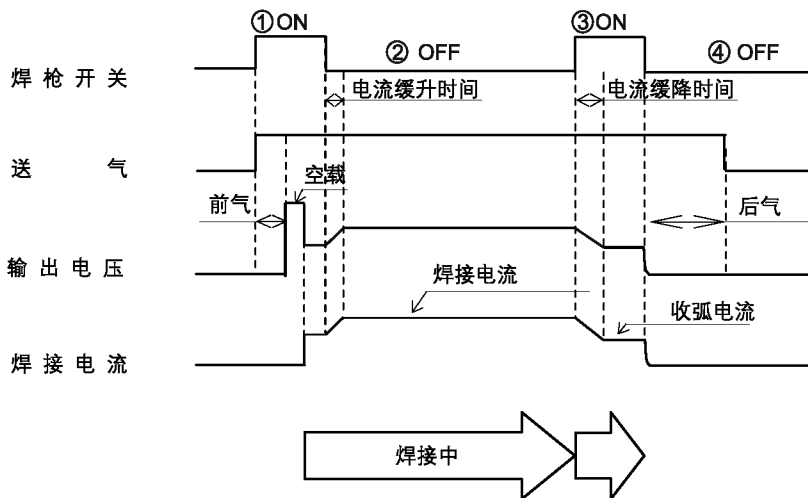 ①ON
③ON
② OFF
④ OFF
焊枪开关
电流缓升时间
电流缓降时间
送气
空载
前气
后气
输出电压
焊接电流
收弧电流
焊接电流
焊接中